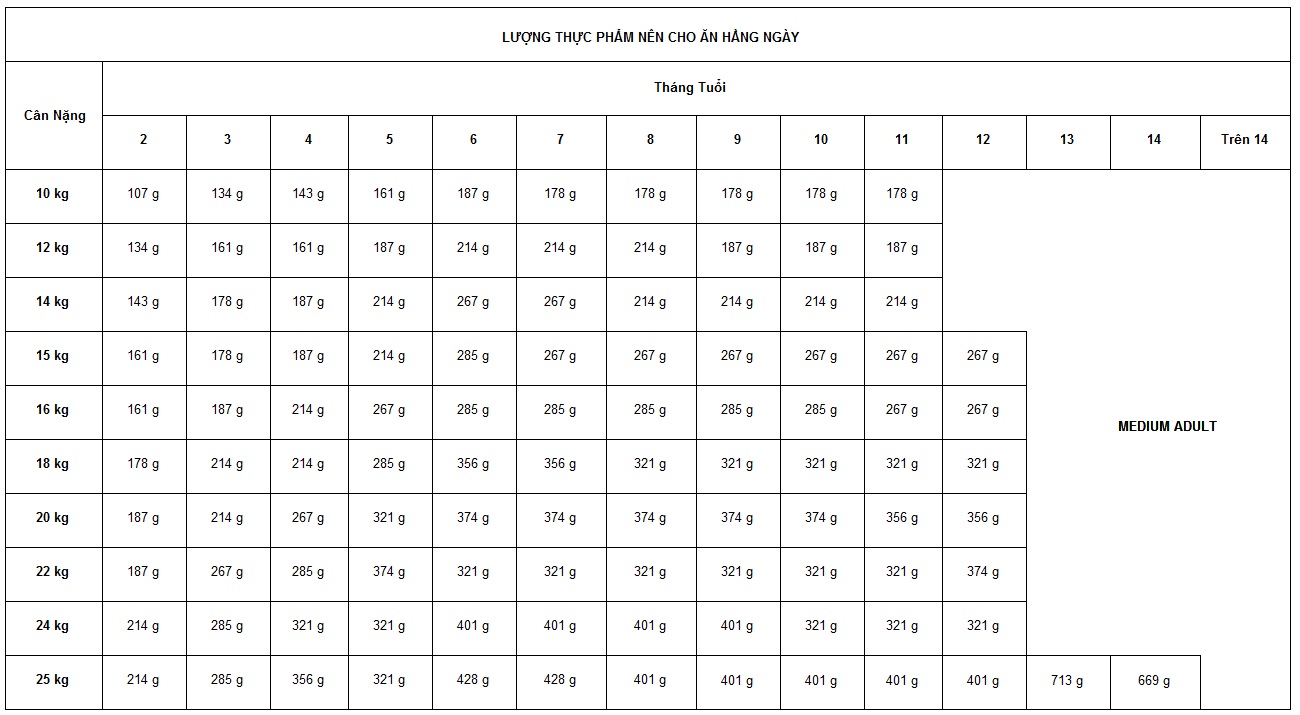 LƯỢNG THỰC PHẨM NÊN CHO ĂN HẰNG NGÀY
Cân Nặng
Tháng Tuổi
2 3 4 5 6 7 8 9 10 11 12 13 14 Trên 14
10 kg 107 g 134 g 143 g 161 g 187 g 178 g 178 g 178 g 178 g 178 g
12 kg 134 g 161 g 161 g 187 g 214 g 214 g 214 g 187 g 187 g 187 g
14 kg 143 g 178 g 187 g 214 g 267 g 267 g 214 g 214 g 214 g 214 g
15 kg 161 g 178 g 187 g 214 g 285 g 267 g 267 g 267 g 267 g 267 g 267 g
16 kg 161 g 187 g 214 g 267 g 285 g 285 g 285 g 285 g 285 g 267 g 267 g
MEDIUM ADULT
18 kg 178 g 214 g 214 g 285 g 356 g 356 g 321 g 321 g 321 g 321 g 321 g
20 kg 187 g 214 g 267 g 321 g 374 g 374 g 374 g 374 g 374 g 356 g 356 g
22 kg 187 g 267 g 285 g 374 g 321 g 321 g 321 g 321 g 321 g 321 g 374 g
24 kg 214 g 285 g 321 g 321 g 401 g 401 g 401 g 401 g 321 g 321 g 321 g
25 kg 214 g 285 g 356 g 321 g 428 g 428 g 401 g 401 g 401 g 401 g 401 g 713 g 669 g